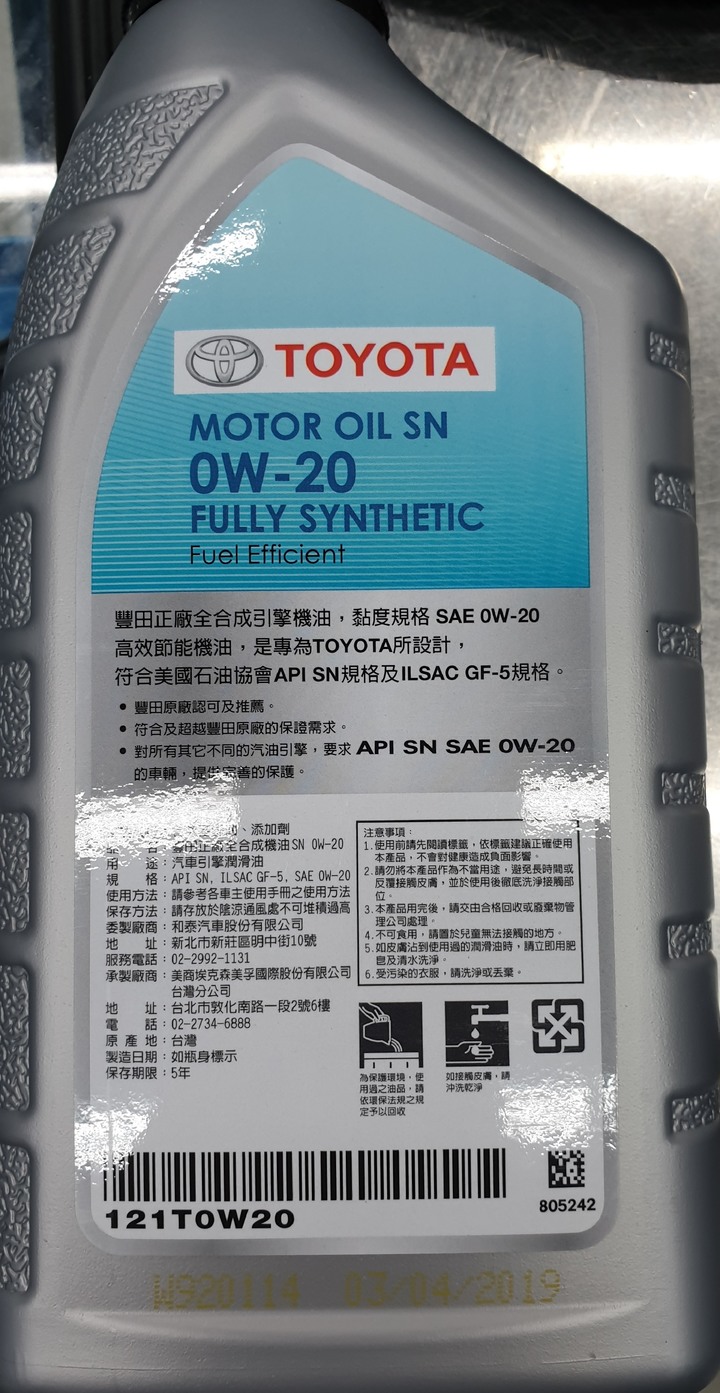 TOYOTA
MOTOR OIL SN
0W-20
FULLY SYNTHETIC
Fuel Efficient
豐田正廠全合成引擎機油，黏度規格 SAE 0W-20
高效節能機油，是專為TOYOTA所設計，
符合美國石油協會API SN規格及ILSAC GF-5規格。
• 豐田原廠認可及推薦。
• 符合及超越豐田原廠的保證需求。
• 對所有其它不同的汽油引擎，要求 API SN SAE 0W-20
的車輛，提供完善的保護。
、添加劑
名：豐田正廠全合成機油SN 0W-20
用 途：汽車引擎潤滑油
規 格：API SN, ILSAC GF-5, SAE 0W-20
使用方法：請參考各車主使用手冊之使用方法
保存方法：請存放於陰涼通風處不可堆積過高
委製廠商：和泰汽車股份有限公司
地 址：新北市新莊區明中街10號
服務電話：02-2992-1131
承製廠商：美商埃克森美孚國際股份有限公司
台灣分公司
地 址：台北市敦化南路一段2號6樓
電 話：02-2734-6888
原 產 地：台灣
製造日期：如瓶身標示
保存期限：5年
注意事項：
1.使用前請先閱讀標籤，依標籤建議正確使用
本產品，不會對健康造成負面影響。
2.請勿將本產品作為不當用途，避免長時間或
反覆接觸皮膚，並於使用後徹底洗淨接觸部
位。
3.本產品用完後，請交由合格回收或廢棄物管
理公司處理。
4.不可食用，請置於兒童無法接觸的地方。
5.如皮膚沾到使用過的潤滑油時，請立即用肥
皂及清水洗淨。
6.受污染的衣服，請洗淨或丟棄。
為保護環境，使
用過之油品，請
依環保法規之規
定予以回收
如接觸皮膚，請
沖洗乾淨
121T0W20
805242
W920114 03/04/2019